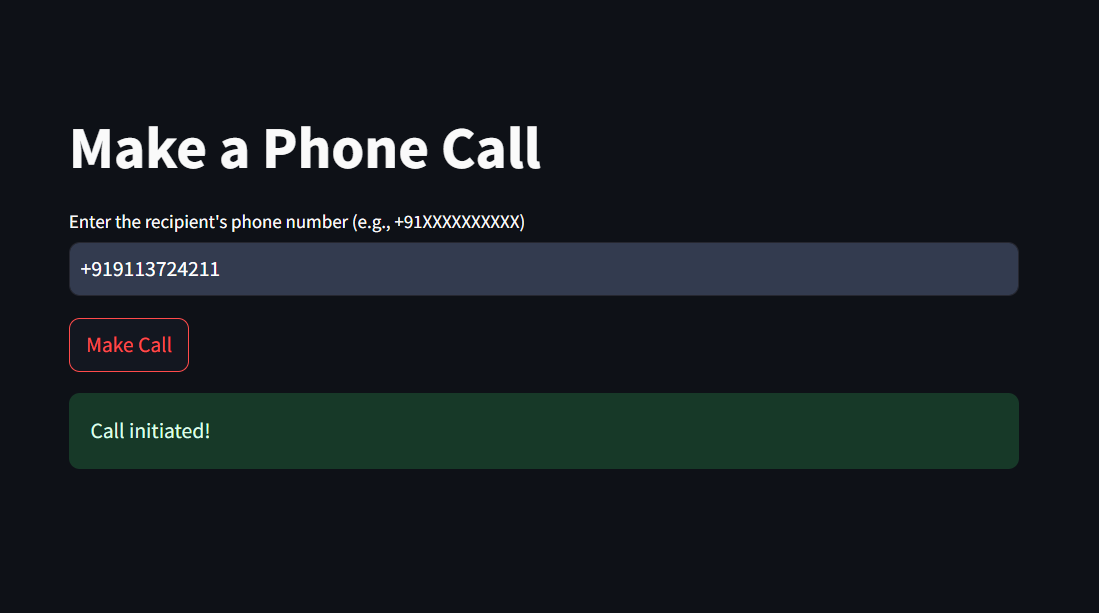 Make a Phone Call
Enter the recipient's phone number (e.g., +91XXXXXXXXXX)
+919113724211
Make Call
Call initiated!